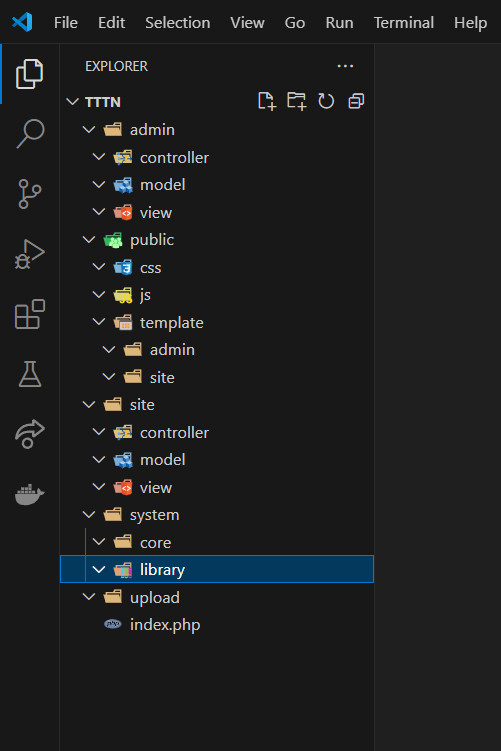 File Edit Selection View Go Run Terminal Help
EXPLORER
TTTN
admin
controller
model
view
public
css
js
template
admin
site
site
controller
model
view
system
core
library
upload
index.php